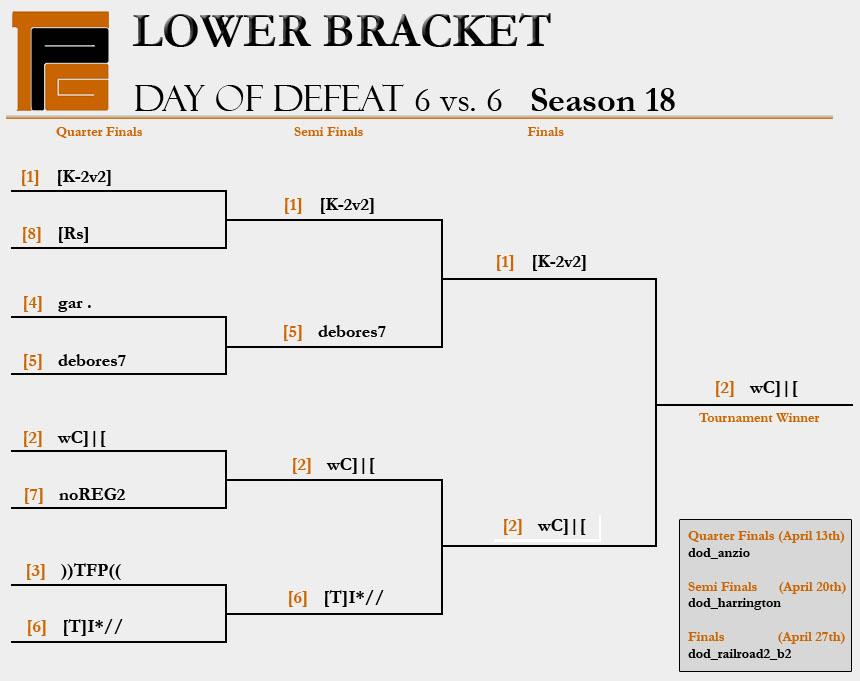 TPG
LOWER BRACKET
DAY OF DEFEAT 6 vs. 6 Season 18
Quarter Finals Semi Finals Finals
[1] [K-2v2]
[8] [Rs]
[4] gar .
[5] debores7
[2] wC]|[
[7] noREG2
[3] ))TFP((
[6] [T]I*//
[1] [K-2v2]
[5] debores7
[2] wC]|[
[6] [T]I*//
[1] [K-2v2]
[2] wC]|[
[2] wC]|[
Tournament Winner
Quarter Finals (April 13th)
dod_anzio
Semi Finals (April 20th)
dod_harrington
Finals (April 27th)
dod_railroad2_b2